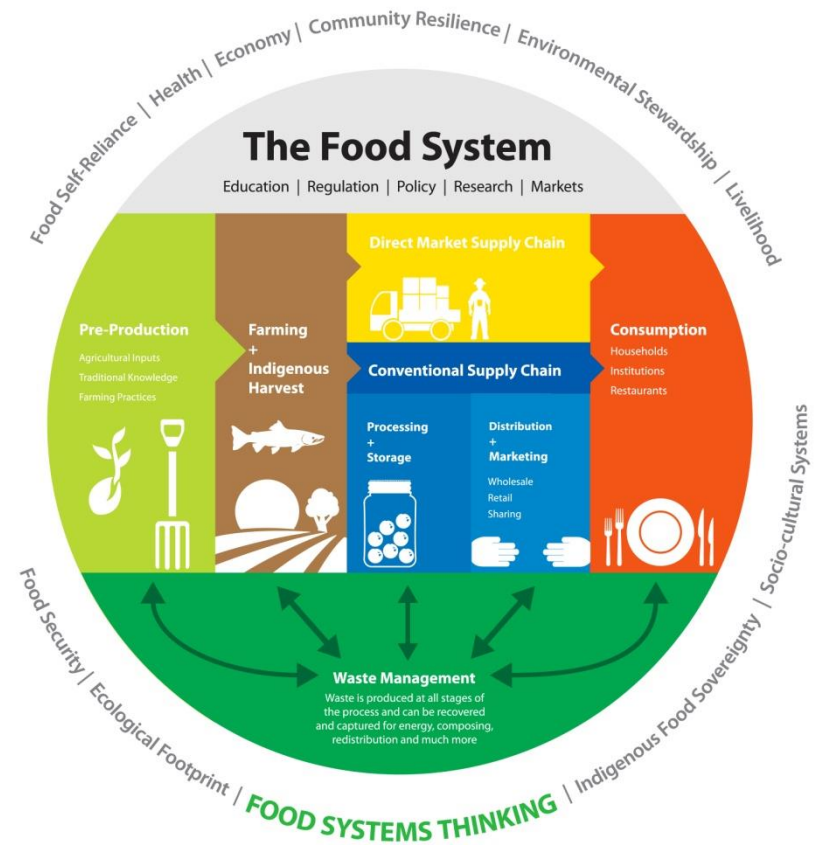 Food Self-Reliance | Health | Economy | Community Resilience | Environmental Stewardship | Livelihood
The Food System
Education | Regulation | Policy | Research | Markets
Direct Market Supply Chain
Pre-Production
Agricultural Inputs
Traditional Knowledge
Farming Practices
Farming
+
Indigenous
Harvest
Conventional Supply Chain
Processing
+
Storage
Distribution
+
Marketing
Wholesale
Retail
Sharing
Consumption
Households
Institutions
Restaurants
Waste Management
Waste is produced at all stages of
the process and can be recovered
and captured for energy, composing,
redistribution and much more
Food Security | Ecological Footprint | FOOD SYSTEMS THINKING | Indigenous Food Sovereignty | Socio-cultural Systems